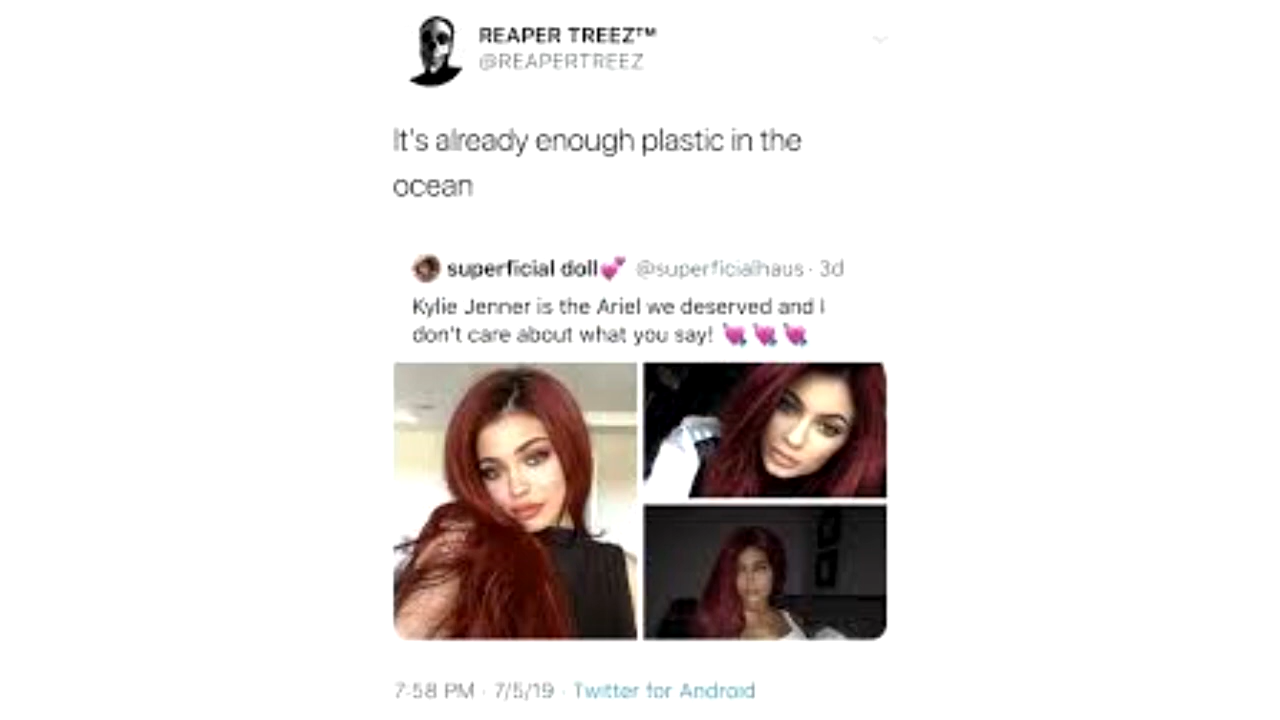 REAPER TREEZ™
@REAPERTREEZ
It's already enough plastic in the
ocean
superficial doll💕 @superficialhaus · 3d
Kylie Jenner is the Ariel we deserved and I
don't care about what you say! 💘 💘 💘
7:58 PM · 7/5/19 · Twitter for Android